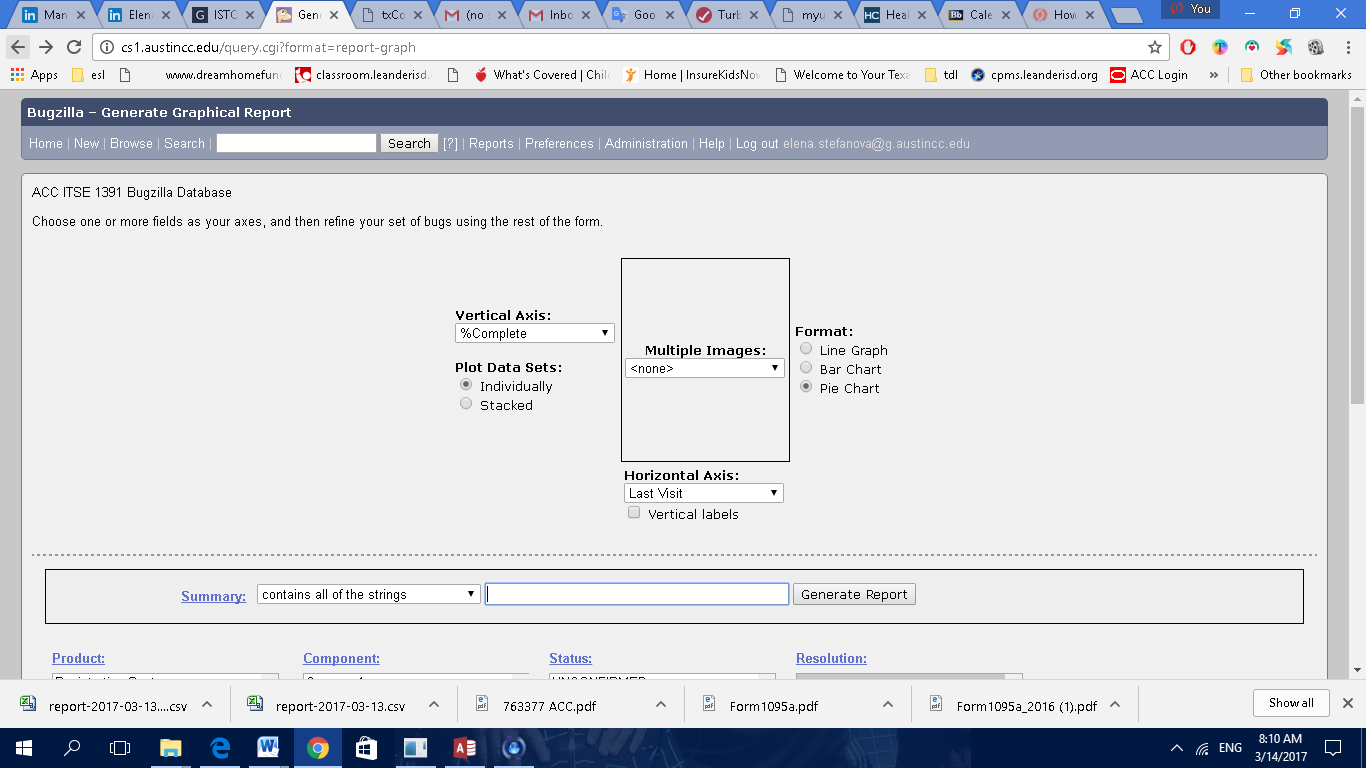 Man
Elen
ISTC
Gen
txCo
M (no
Inbo
Goo
Turb
myu
HC Heal
Bb Cale
Hov
You
cs1.austincc.edu/query.cgi?format=report-graph
Apps esl www.dreamhomefun classroom.leanderisd. What's Covered | Chil Home | InsureKidsNo Welcome to Your Texa tdl cpms.leanderisd.org ACC Login » Other bookmarks
Bugzilla – Generate Graphical Report
Home | New | Browse | Search | Search [?] | Reports | Preferences | Administration | Help | Log out elena.stefanova@g.austincc.edu
ACC ITSE 1391 Bugzilla Database
Choose one or more fields as your axes, and then refine your set of bugs using the rest of the form.
Vertical Axis:
%Complete
Plot Data Sets:
Individually
Stacked
Multiple Images:
<none>
Format:
Line Graph
Bar Chart
Pie Chart
Horizontal Axis:
Last Visit
Vertical labels
Summary: contains all of the strings Generate Report
Product: Component: Status: Resolution:
UNCONFIRMED
report-2017-03-13....csv report-2017-03-13.csv 763377 ACC.pdf Form1095a.pdf Form1095a_2016 (1).pdf Show all
ENG
8:10 AM
3/14/2017